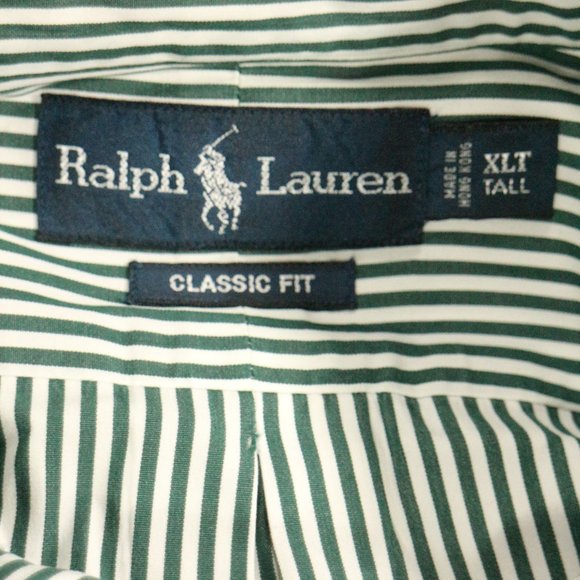 Ralph Lauren
MADE IN
HONG KONG
XLT
TALL
CLASSIC FIT